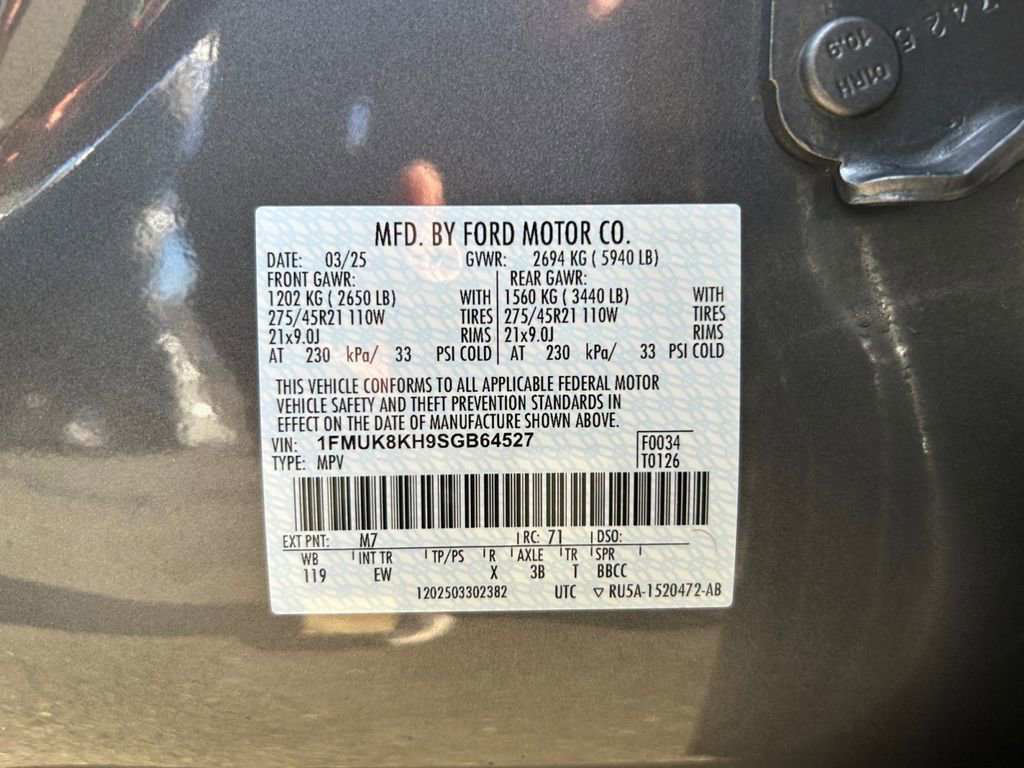 7425
10.9
01RH
MFD. BY FORD MOTOR CO.
DATE: 03/25 GVWR: 2694 KG ( 5940 LB)
FRONT GAWR: REAR GAWR:
1202 KG ( 2650 LB) WITH 1560 KG ( 3440 LB) WITH
275/45R21 110W TIRES 275/45R21 110W TIRES
21x9.0J RIMS 21x9.0J RIMS
AT 230 kPa/ 33 PSI COLD AT 230 kPa/ 33 PSI COLD
THIS VEHICLE CONFORMS TO ALL APPLICABLE FEDERAL MOTOR
VEHICLE SAFETY AND THEFT PREVENTION STANDARDS IN
EFFECT ON THE DATE OF MANUFACTURE SHOWN ABOVE.
VIN: 1FMUK8KH9SGB64527 F0034
TYPE: MPV T0126
EXT PNT: M7 RC: 71 DSO:
WB INT TR TP/PS R AXLE TR SPR
119 EW X 3B T BBCC
1202503302382 UTC ▽ RU5A-1520472-AB